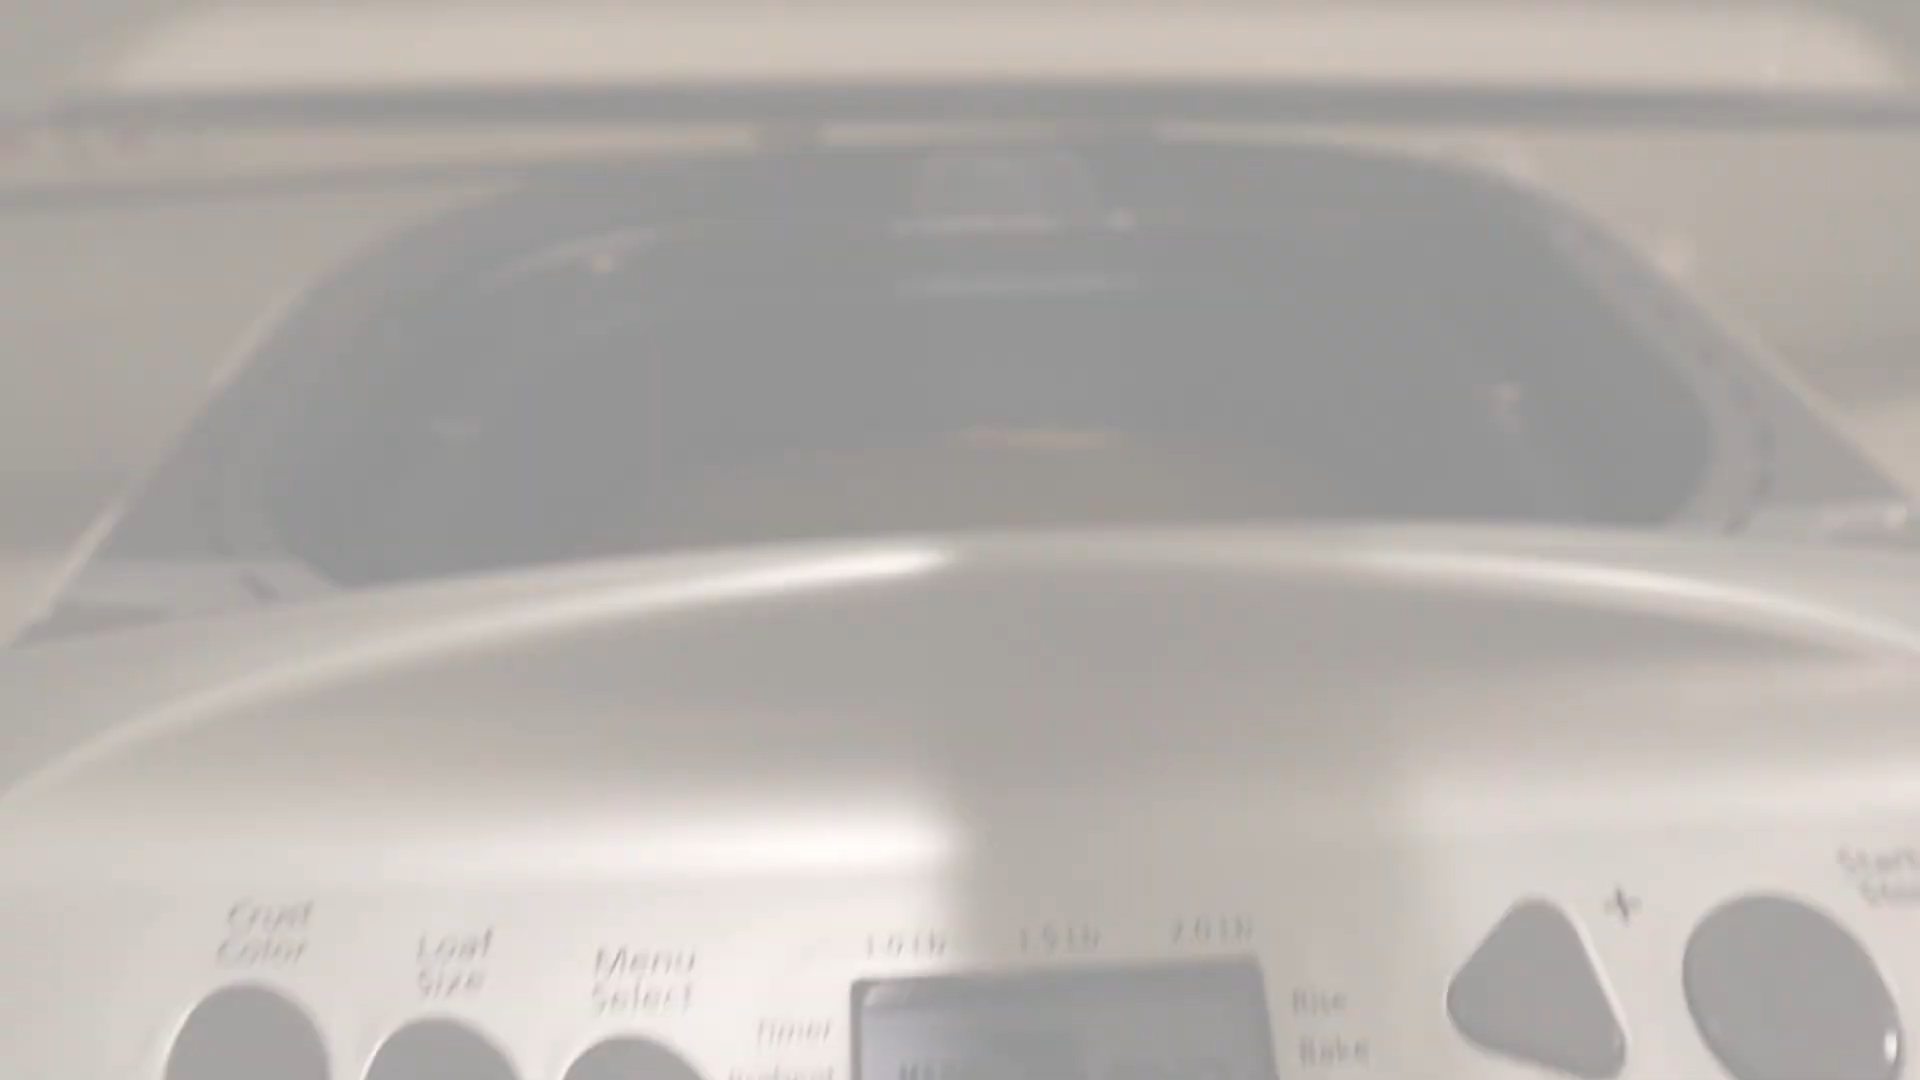 Crust
Color
Loaf
Size
Menu
Select
1.0 Lb
1.5 Lb
2.0 Lb
Timer
Rise
Bake
+
Start